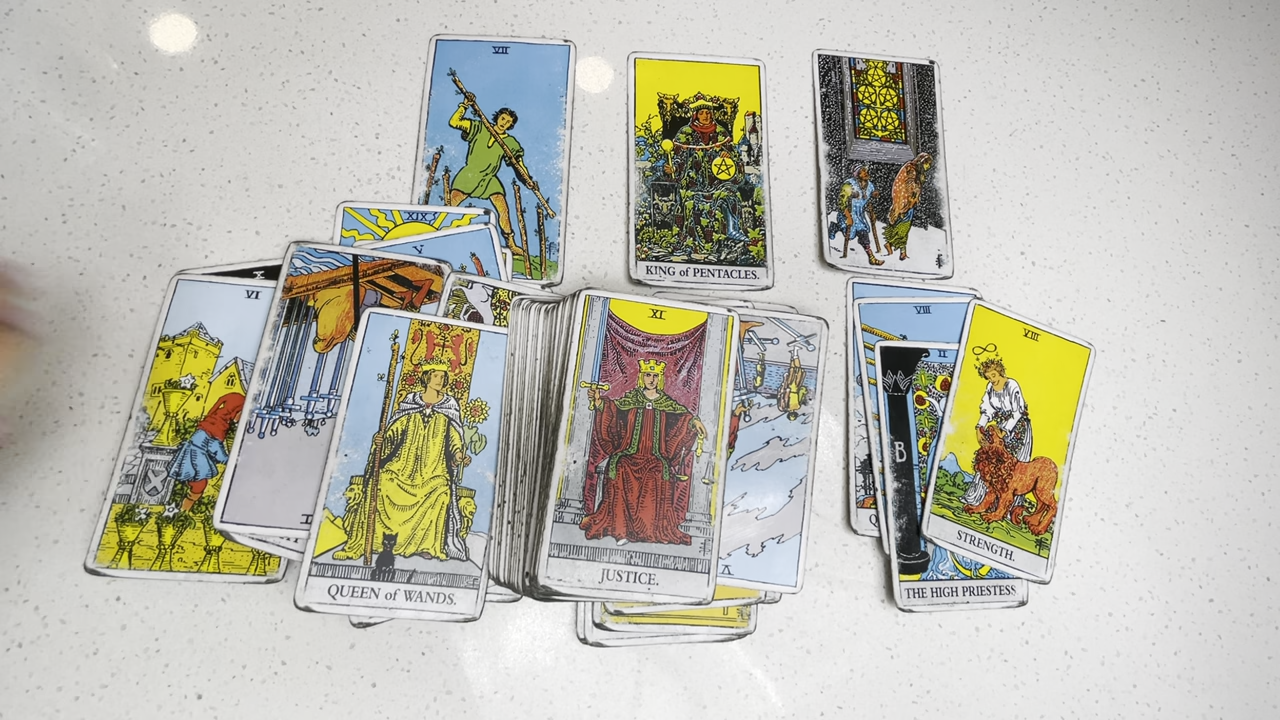 VII
KING of PENTACLES.
XIX
V
X
VI
QUEEN of WANDS.
XI
JUSTICE.
V
VIII
II
B
THE HIGH PRIESTESS
VIII
STRENGTH.